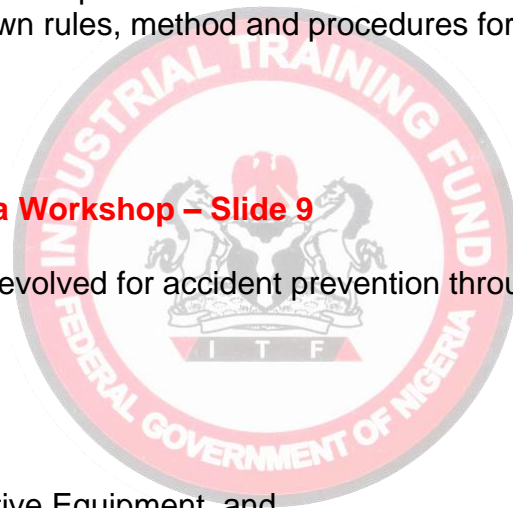 wn rules, method and procedures for
INDUSTRIAL TRAINING FUND
a Workshop – Slide 9
evolved for accident prevention throu
I T F
FEDERAL GOVERNMENT OF NIGERIA
tive Equipment, and